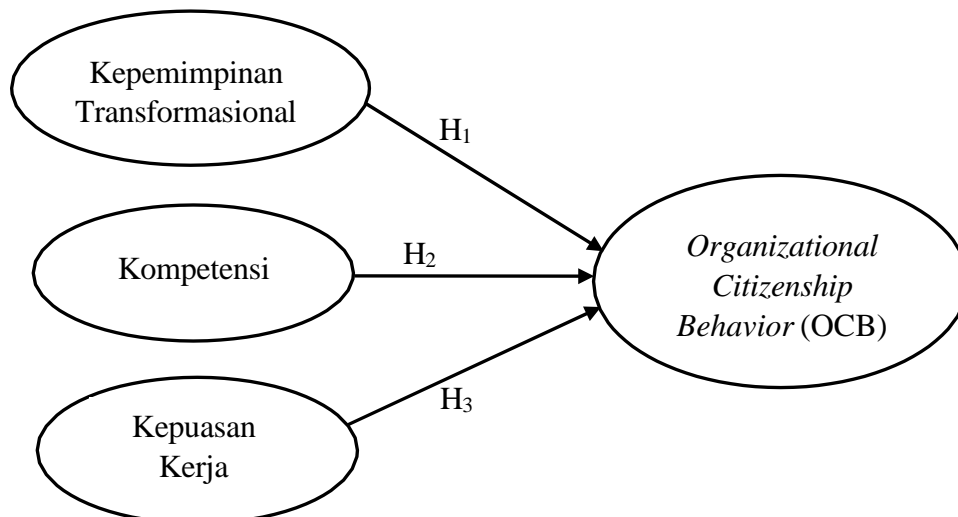 Kepemimpinan
Transformasional
H₁
Kompetensi
H₂
Organizational
Citizenship
Behavior (OCB)
Kepuasan
Kerja
H₃